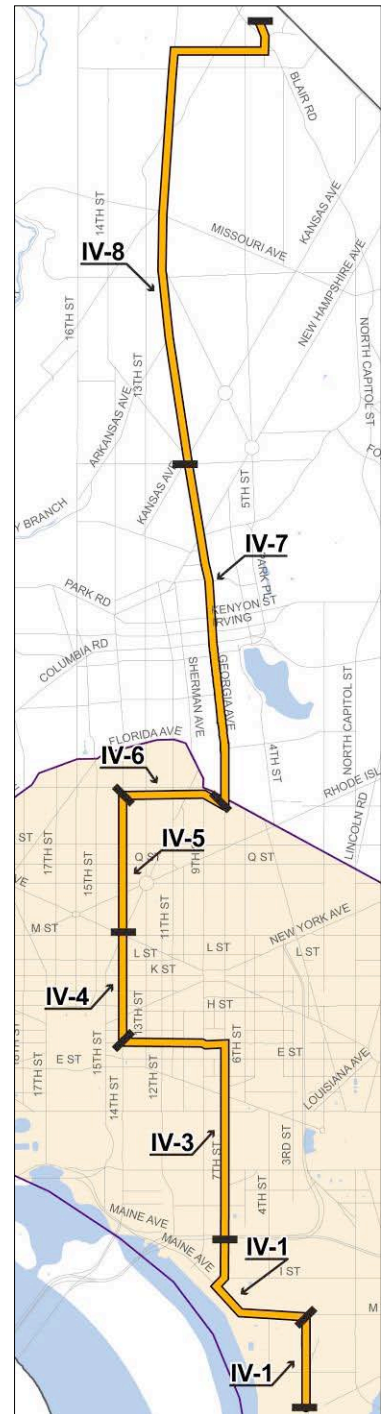 BLAIR RD
KANSAS AVE
14TH ST
MISSOURI AVE
NEW HAMPSHIRE AVE
IV-8
16TH ST
13TH ST
NORTH CAPITOL ST
ARKANSAS AVE
KANSAS AVE
5TH ST
FO
Y BRANCH
IV-7
PARK PL
PARK RD
KENYON ST
IRVING
COLUMBIA RD
SHERMAN AVE
GEORGIA AVE
NORTH CAPITOL ST
FLORIDA AVE
4TH ST
IV-6
RHODE ISL
LINCOLN RD
ST
17TH ST
15TH ST
IV-5
Q ST
9TH
Q ST
VE
11TH ST
NEW YORK AVE
M ST
L ST
L ST
L ST
K ST
IV-4
13TH ST
H ST
6TH ST
E ST
E ST
17TH ST
15TH ST
14TH ST
12TH ST
LOUISIANA AVE
IV-3
7TH ST
3RD ST
4TH ST
MAINE AVE
MAINE AVE
IV-1
I ST
M
IV-1